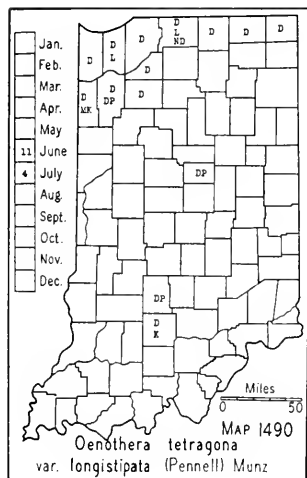 Jan.
Feb.
Mar.
Apr.
May
11 June
4 July
Aug.
Sept.
Oct.
Nov.
Dec.
D
D
L
D
D
L
ND
D
D
D
D
D
MK
D
DP
D
DP
DP
D
K
Miles
0 50
MAP 1490
Oenothera tetragona
var. longistipata (Pennell) Munz